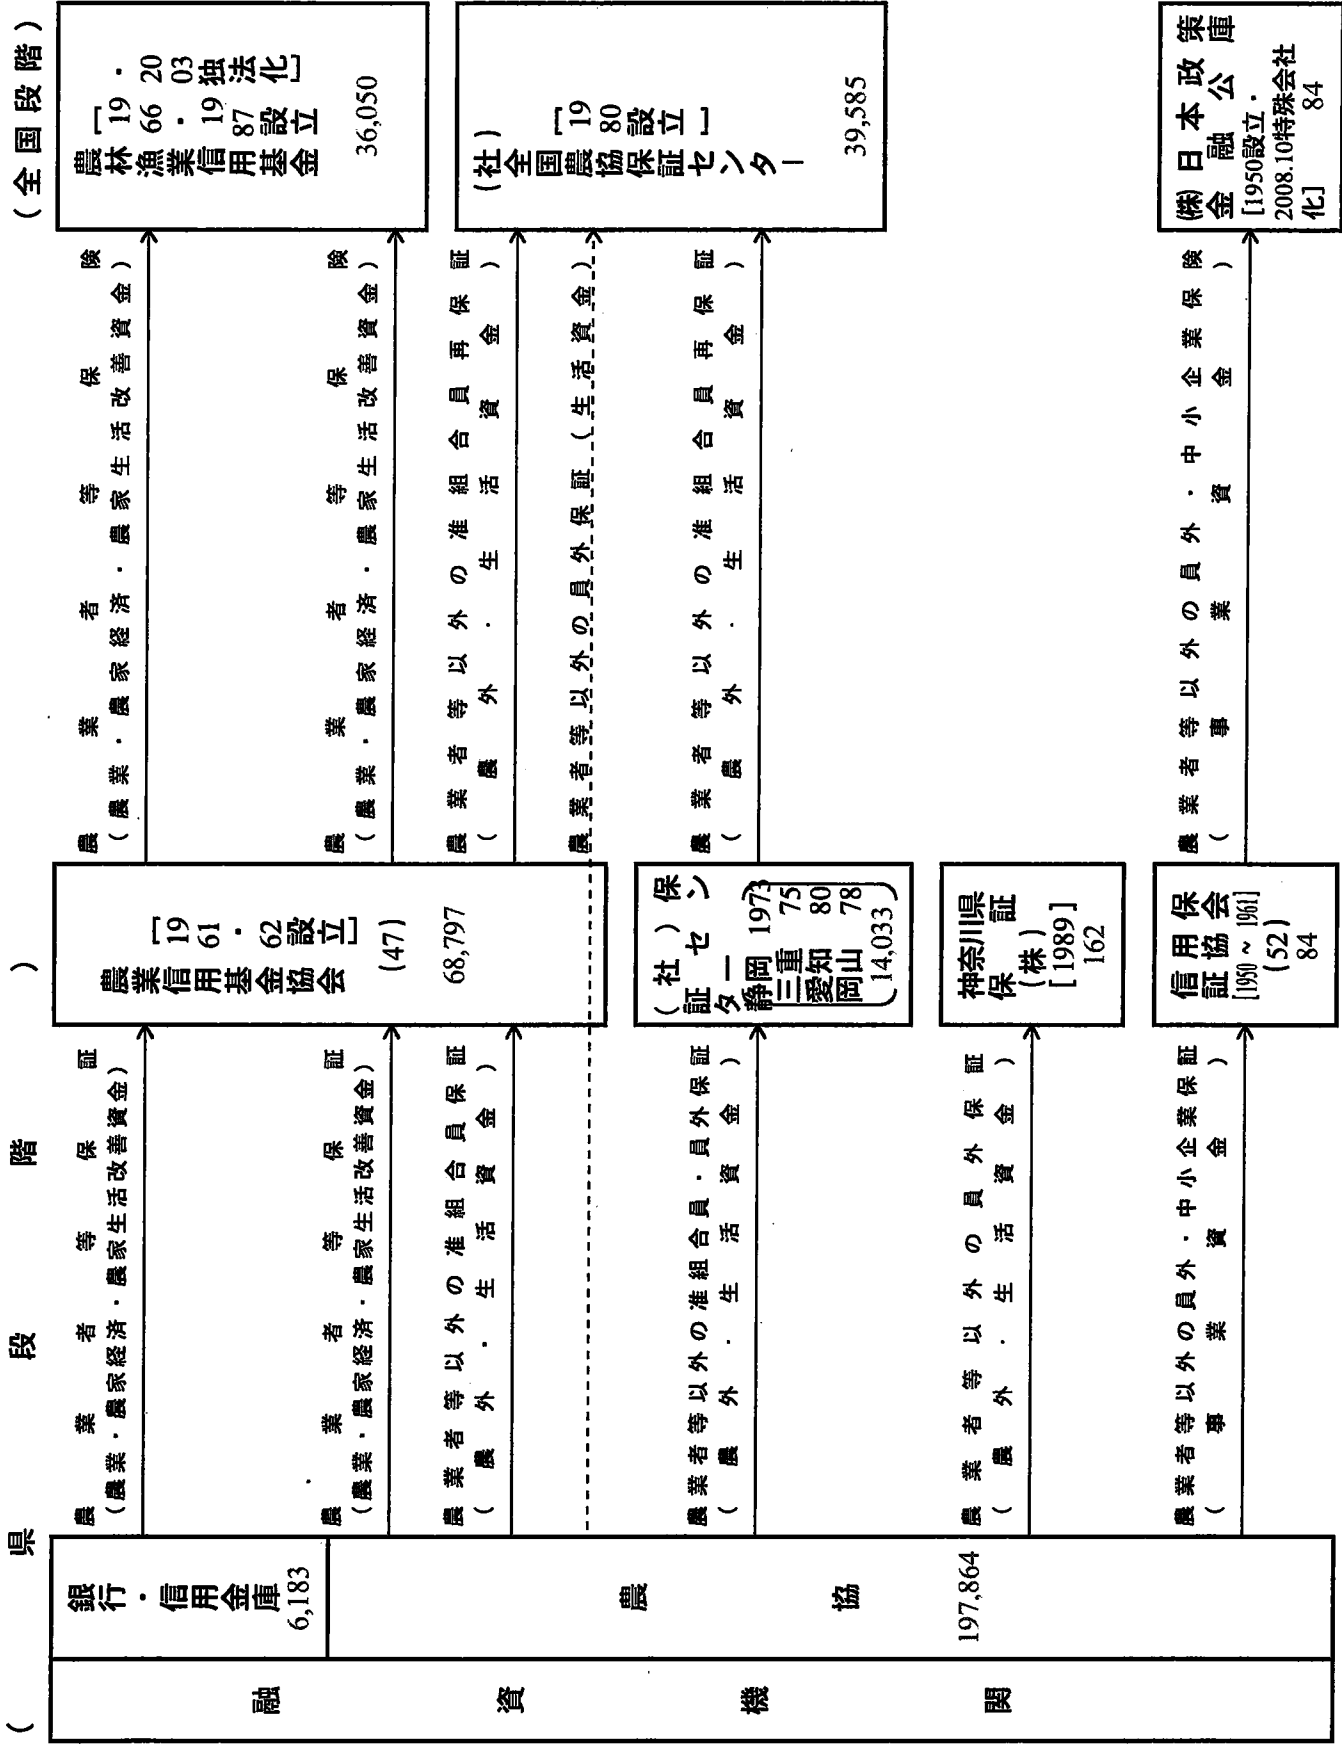 （県段階）
（全国段階）
融資機関
銀行・信用金庫
6,183
農協
197,864
農業者等保証
（農業・農家経済・農家生活改善資金）
農業者等保証
（農業・農家経済・農家生活改善資金）
農業者等以外の准組合員保証
（農外・生活資金）
農業者等以外の准組合員・員外保証
（農外・生活資金）
農業者等以外の員外保証
（農外・生活資金）
農業者等以外の員外・中小企業保証
（事業資金）
農業信用基金協会
[1961・62設立]
(47)
68,797
（社）保証センター
静岡 1973
三重 75
愛知 80
岡山 78
14,033
神奈川県保証（株）
[1989]
162
信用保証協会
[1950～1961]
(52)
84
農業者等保険
（農業・農家経済・農家生活改善資金）
農業者等保険
（農業・農家経済・農家生活改善資金）
農業者等以外の准組合員再保証
（農外・生活資金）
農業者等以外の員外保証（生活資金）
農業者等以外の准組合員再保証
（農外・生活資金）
農業者等以外の員外・中小企業保険
（事業資金）
農林漁業信用基金
[1966・1987設立・2003独法化]
36,050
（社）全国農協保証センター
[1980設立]
39,585
㈱日本政策金融公庫
[1950設立・
2008.10特殊会社化]
84